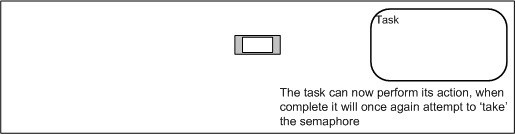 Task
The task can now perform its action, when
complete it will once again attempt to ‘take’
the semaphore